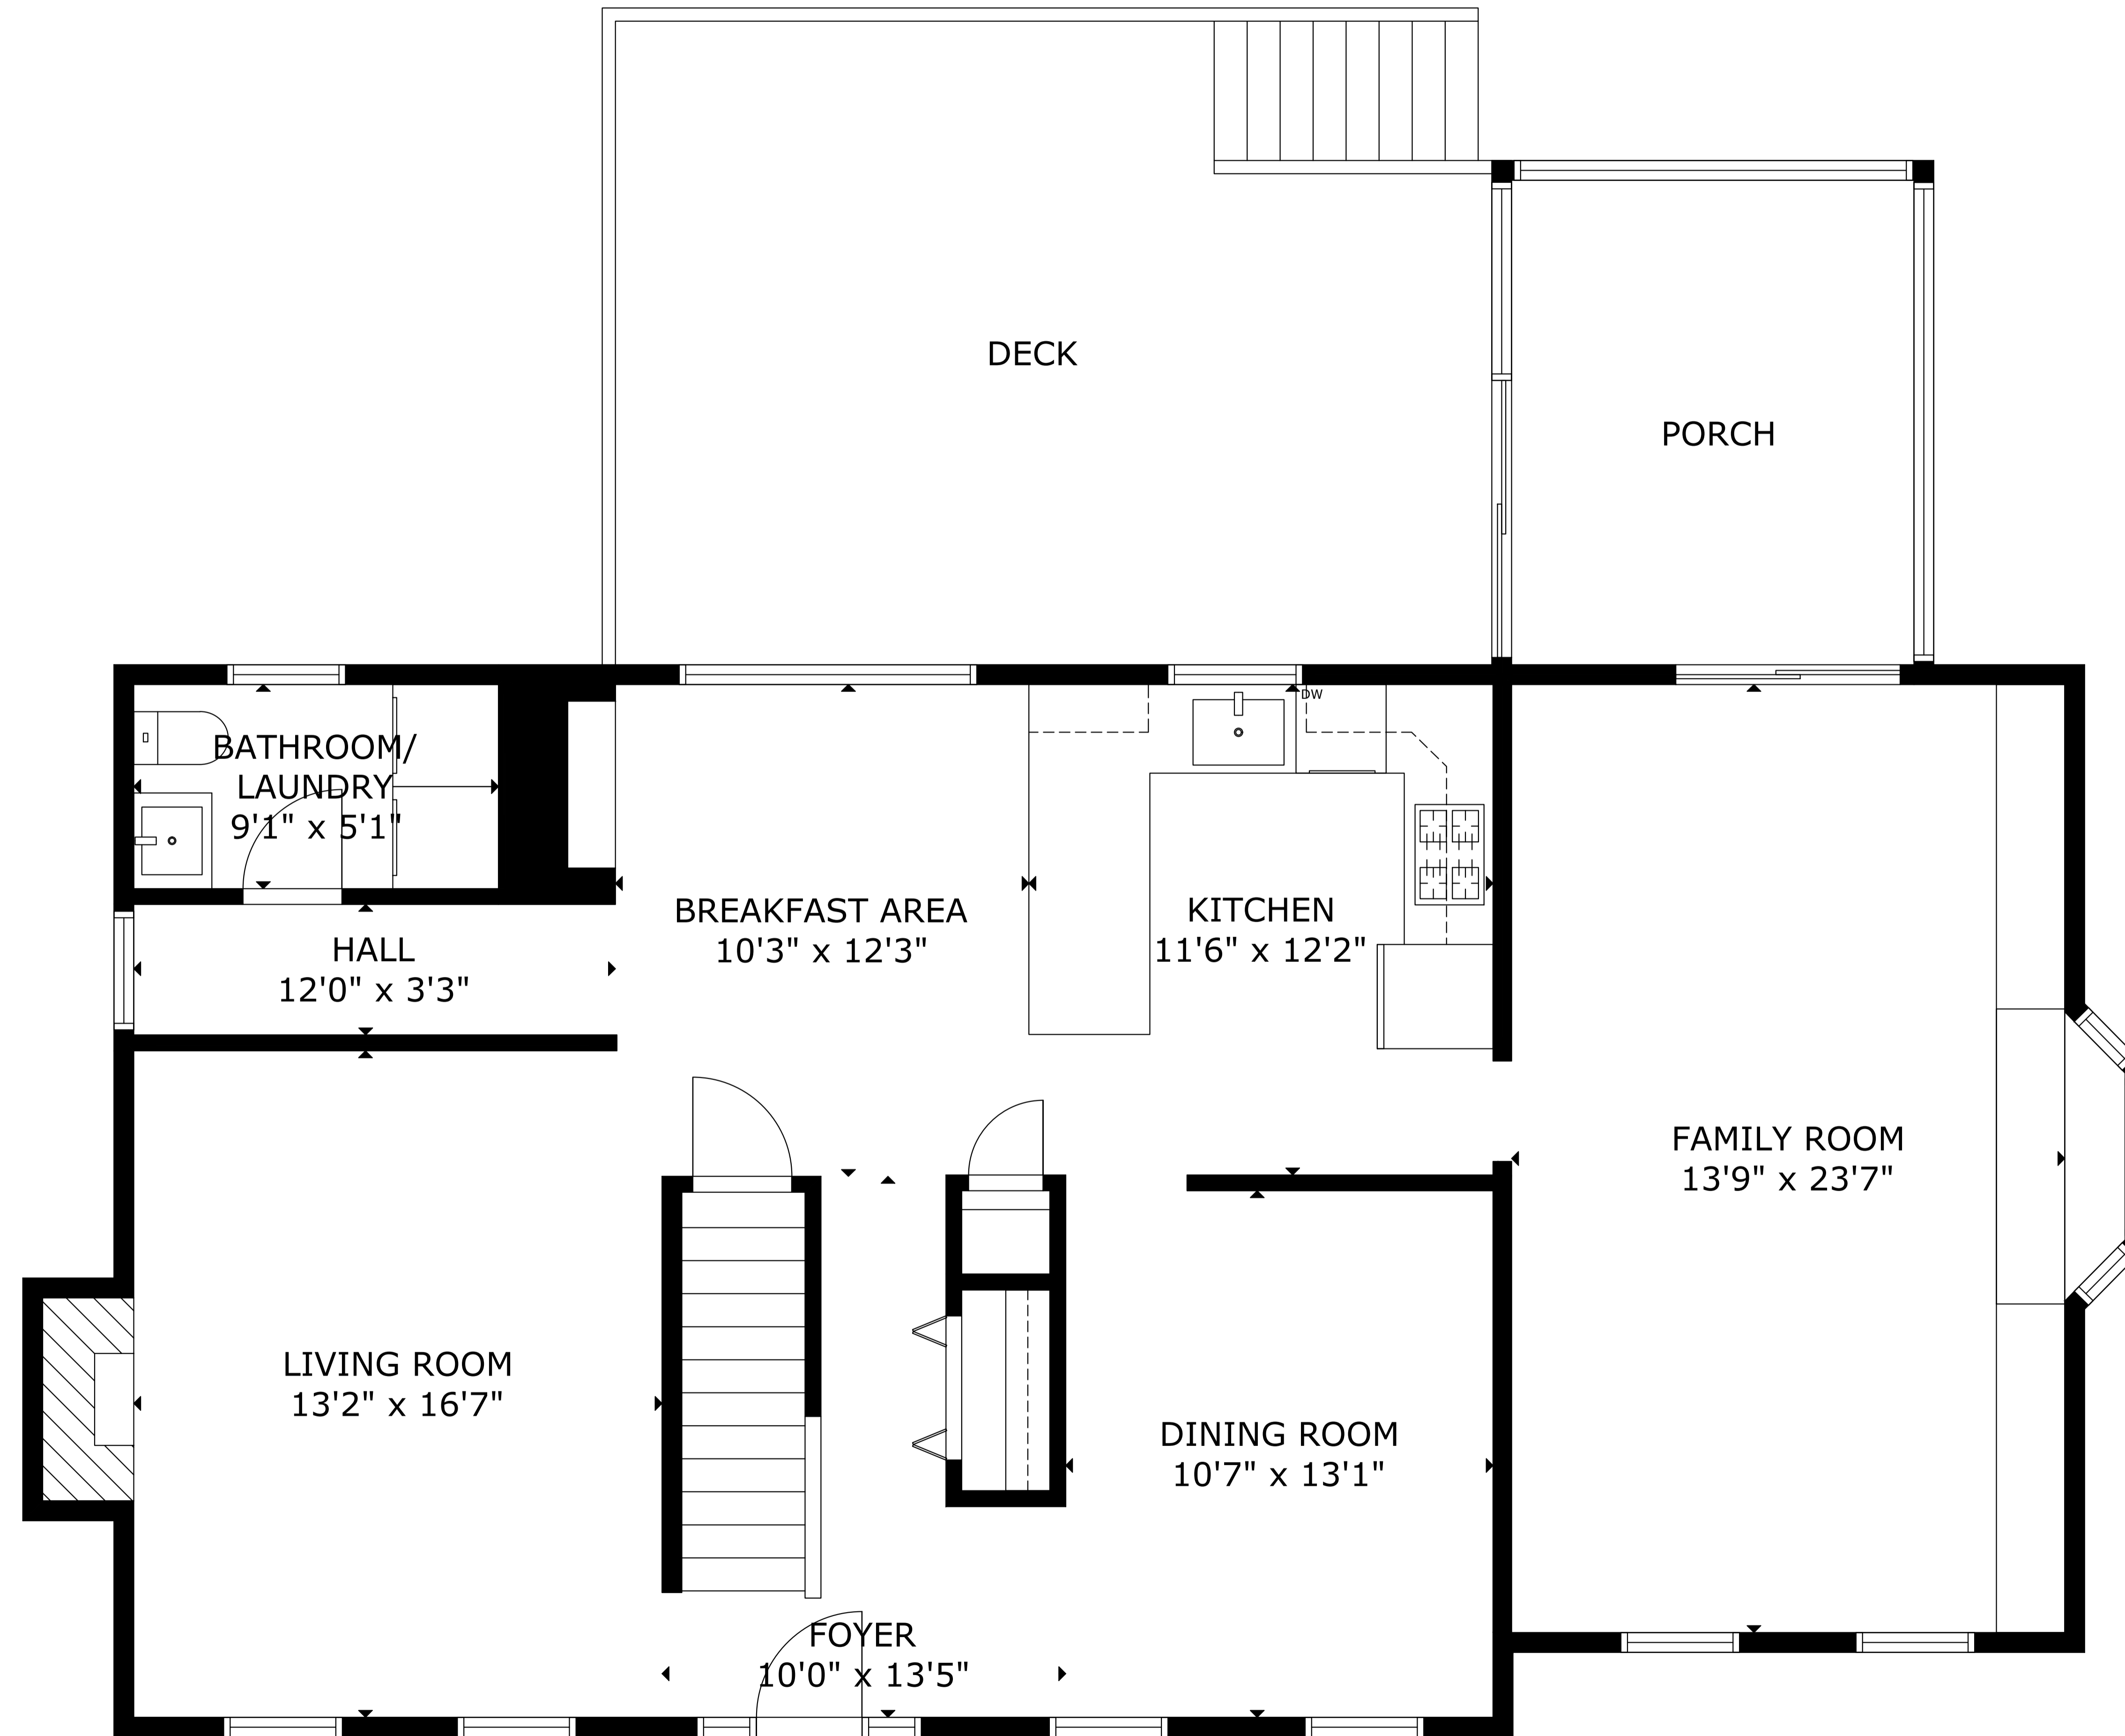 DECK
PORCH
DW
BATHROOM/
LAUNDRY
9'1" x 5'1"
BREAKFAST AREA
10'3" x 12'3"
KITCHEN
11'6" x 12'2"
HALL
12'0" x 3'3"
FAMILY ROOM
13'9" x 23'7"
LIVING ROOM
13'2" x 16'7"
DINING ROOM
10'7" x 13'1"
FOYER
10'0" x 13'5"